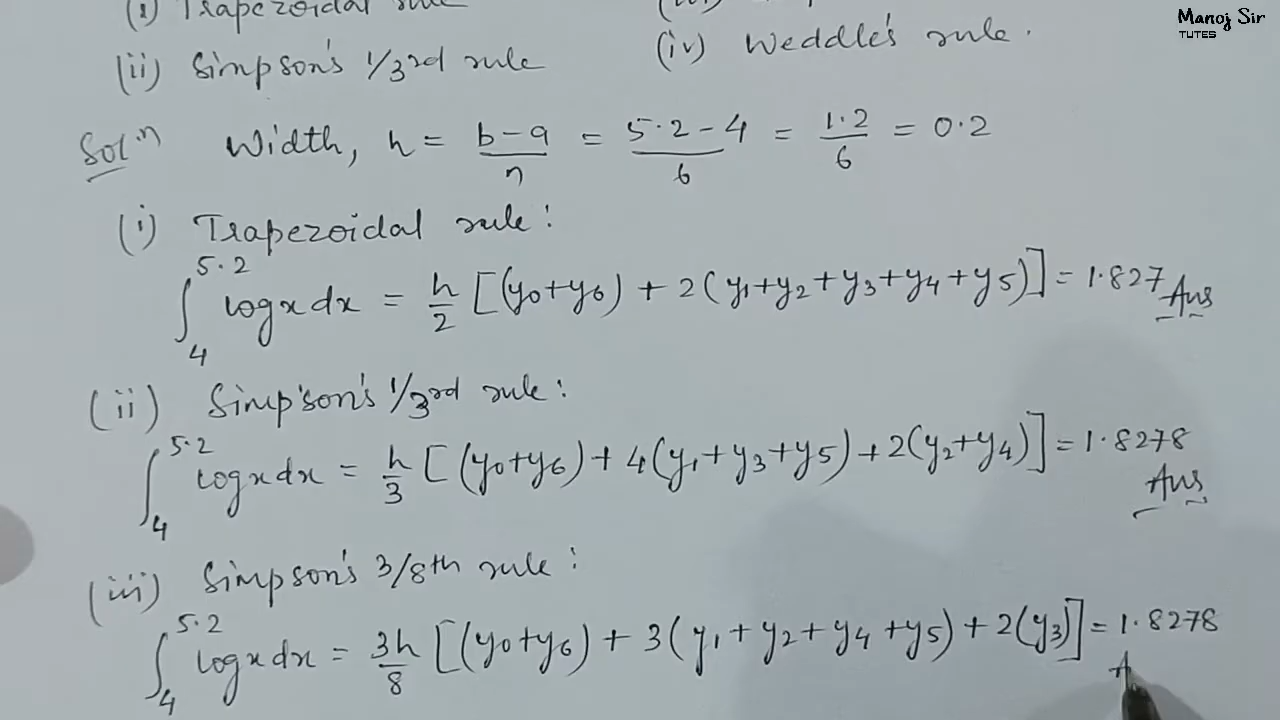 (i) Trapezoidal rule
Manoj Sir
TUTES
(ii) Simpson's 1/3rd rule
(iv) Weddle's rule.
Solⁿ Width, h = b-a/n = 5.2-4/6 = 1.2/6 = 0.2
(i) Trapezoidal rule:
∫₄^5.2 log x dx = h/2 [(y0+y6) + 2(y1+y2+y3+y4+y5)] = 1.827 Ans
(ii) Simpson's 1/3rd rule:
∫₄^5.2 log x dx = h/3 [(y0+y6) + 4(y1+y3+y5) + 2(y2+y4)] = 1.8278
Ans
(iii) Simpson's 3/8th rule:
∫₄^5.2 log x dx = 3h/8 [(y0+y6) + 3(y1+y2+y4+y5) + 2(y3)] = 1.8278
A